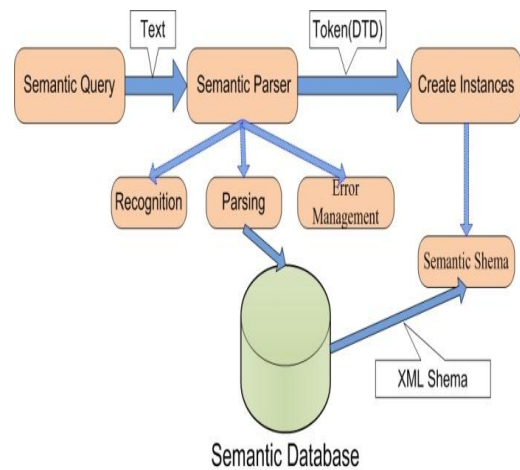 Text
Token(DTD)
Semantic Query
Semantic Parser
Create Instances
Recognition
Parsing
Error
Management
Semantic Shema
XML Shema
Semantic Database